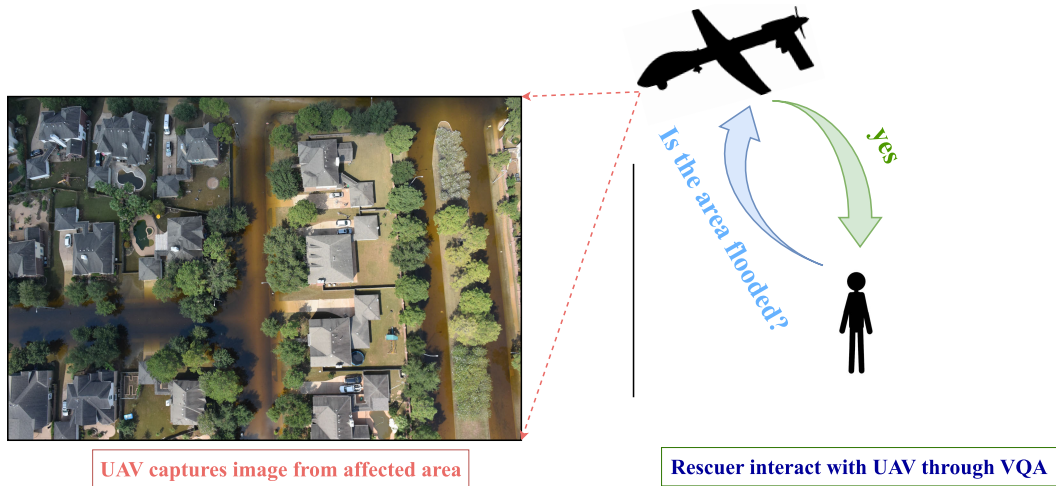 Is the area flooded?
yes
UAV captures image from affected area
Rescuer interact with UAV through VQA